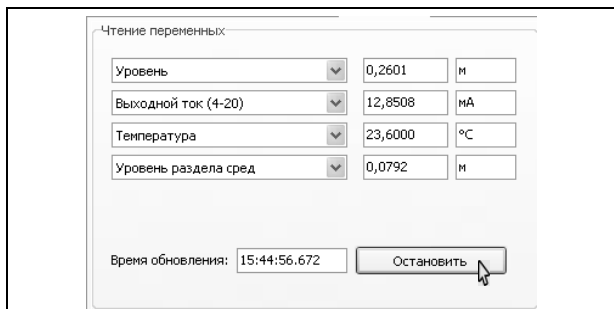 Чтение переменных
Уровень 0,2601 м
Выходной ток (4-20) 12,8508 мА
Температура 23,6000 °C
Уровень раздела сред 0,0792 м
Время обновления: 15:44:56.672 Остановить